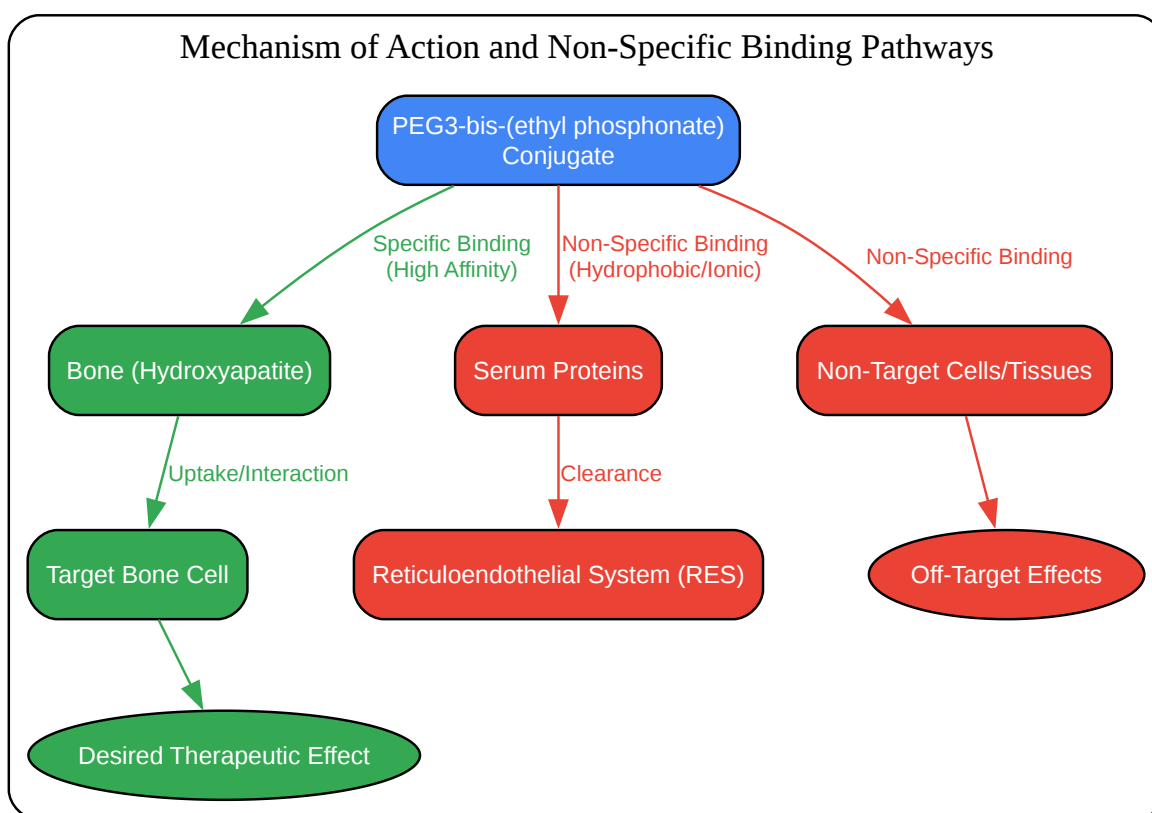 Mechanism of Action and Non-Specific Binding Pathways
PEG3-bis-(ethyl phosphonate)
Conjugate
Specific Binding
(High Affinity)
Non-Specific Binding
(Hydrophobic/Ionic)
Non-Specific Binding
Bone (Hydroxyapatite)
Serum Proteins
Non-Target Cells/Tissues
Uptake/Interaction
Clearance
Target Bone Cell
Reticuloendothelial System (RES)
Off-Target Effects
Desired Therapeutic Effect